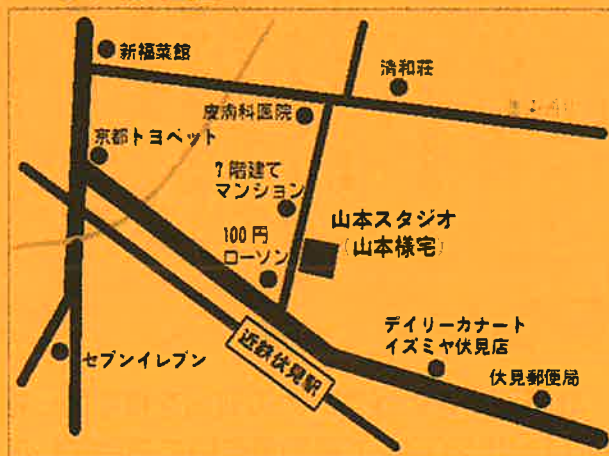 新福菜館
清和荘
皮膚科医院
京都トヨペット
7階建て
マンション
山本スタジオ
(山本様宅)
100円
ローソン
デイリーカナート
イズミヤ伏見店
セブンイレブン
近鉄伏見駅
伏見郵便局